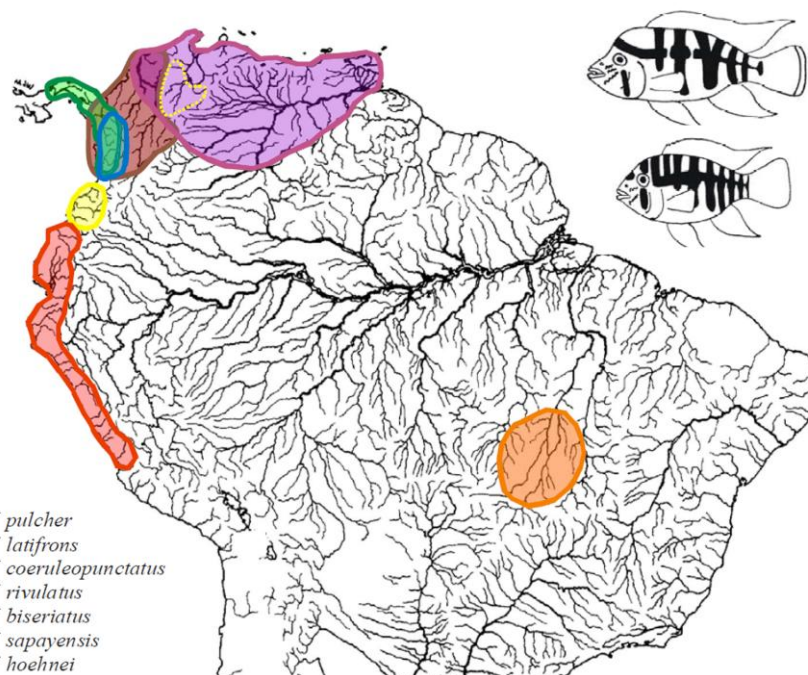 pulcher
latifrons
coeruleopunctatus
rivulatus
biseriatus
sapayensis
hoehnei